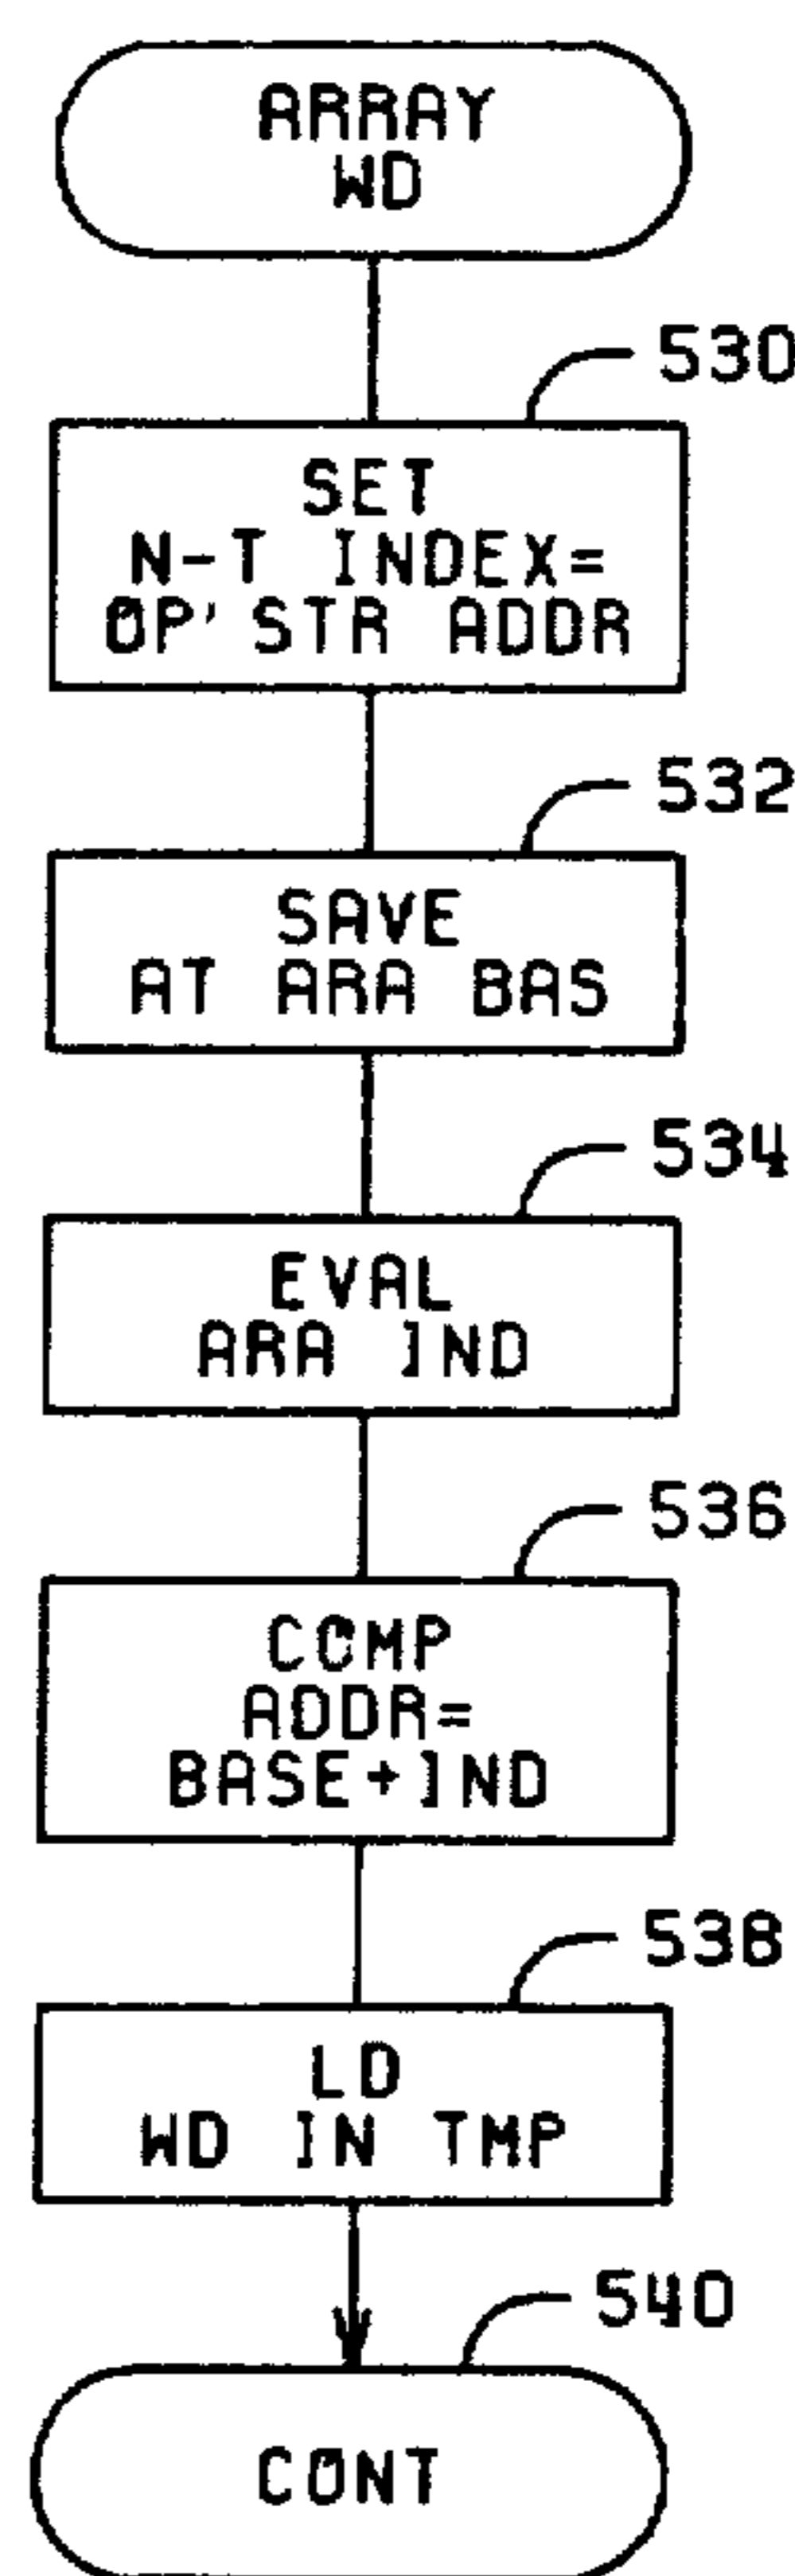 ARRAY
WD
530
SET
N-T INDEX=
OP' STR ADDR
532
SAVE
AT ARA BAS
534
EVAL
ARA IND
536
COMP
ADDR=
BASE+IND
538
LD
WD IN TMP
540
CONT